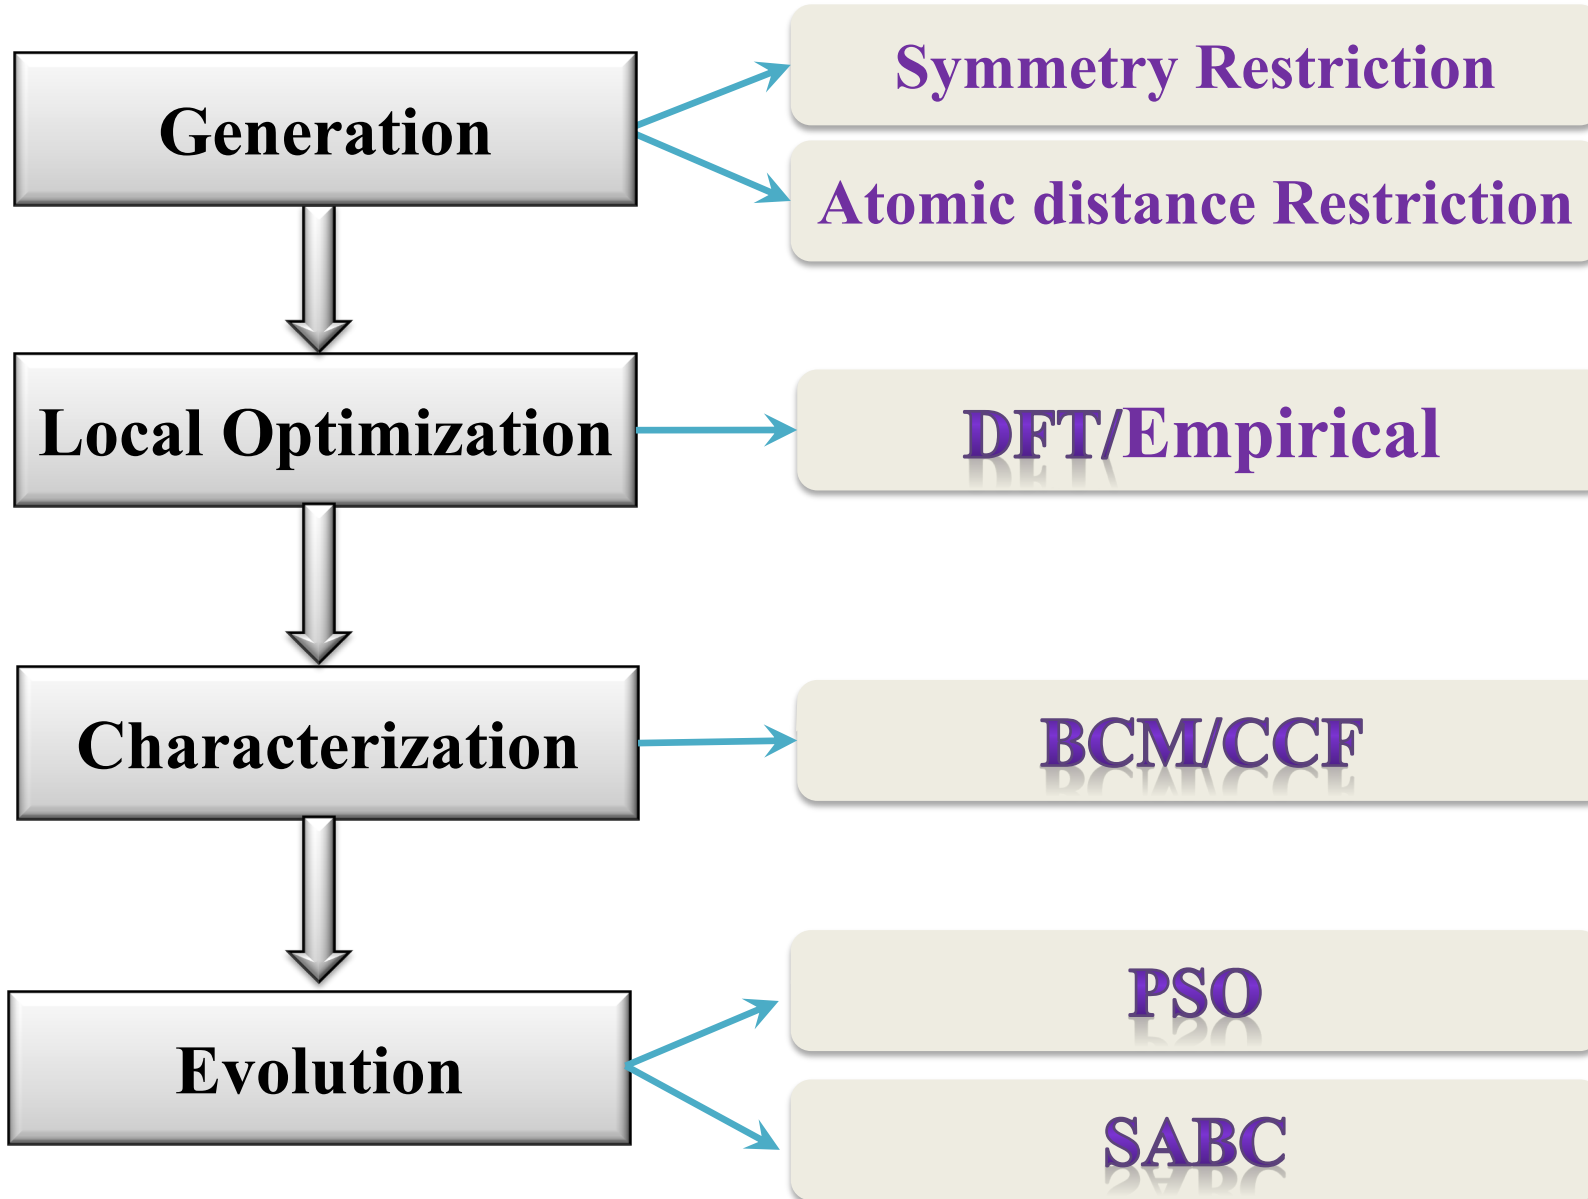 Generation
Symmetry Restriction
Atomic distance Restriction
Local Optimization
DFT/Empirical
Characterization
BCM/CCF
Evolution
PSO
SABC